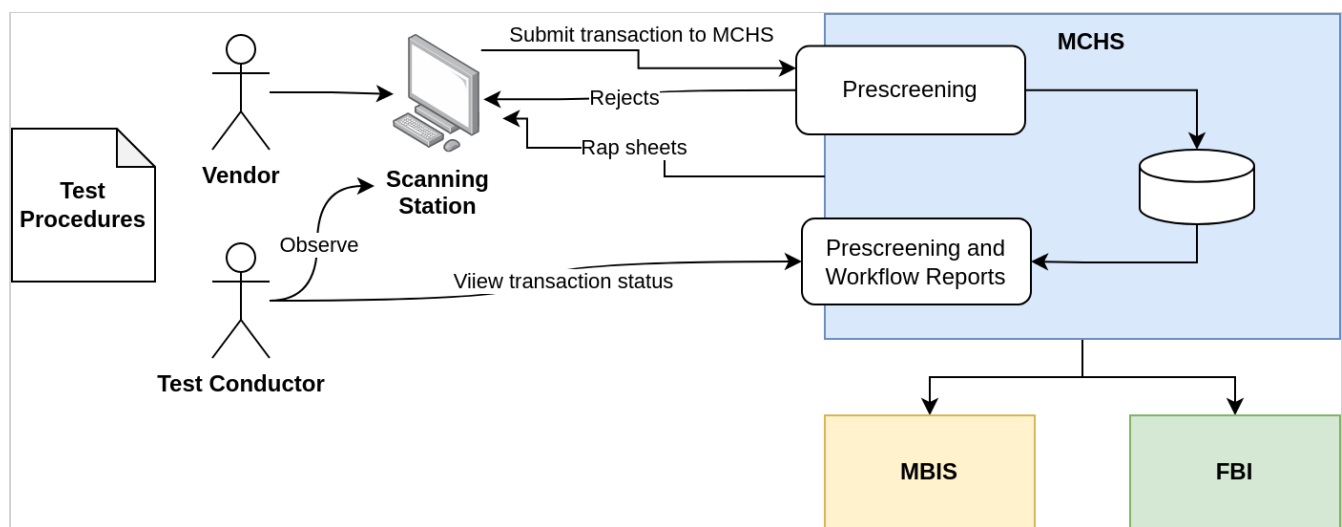 Submit transaction to MCHS
MCHS
Prescreening
Rejects
Rap sheets
Vendor
Scanning
Station
Test
Procedures
Observe
Prescreening and
Workflow Reports
Viiew transaction status
Test Conductor
MBIS
FBI